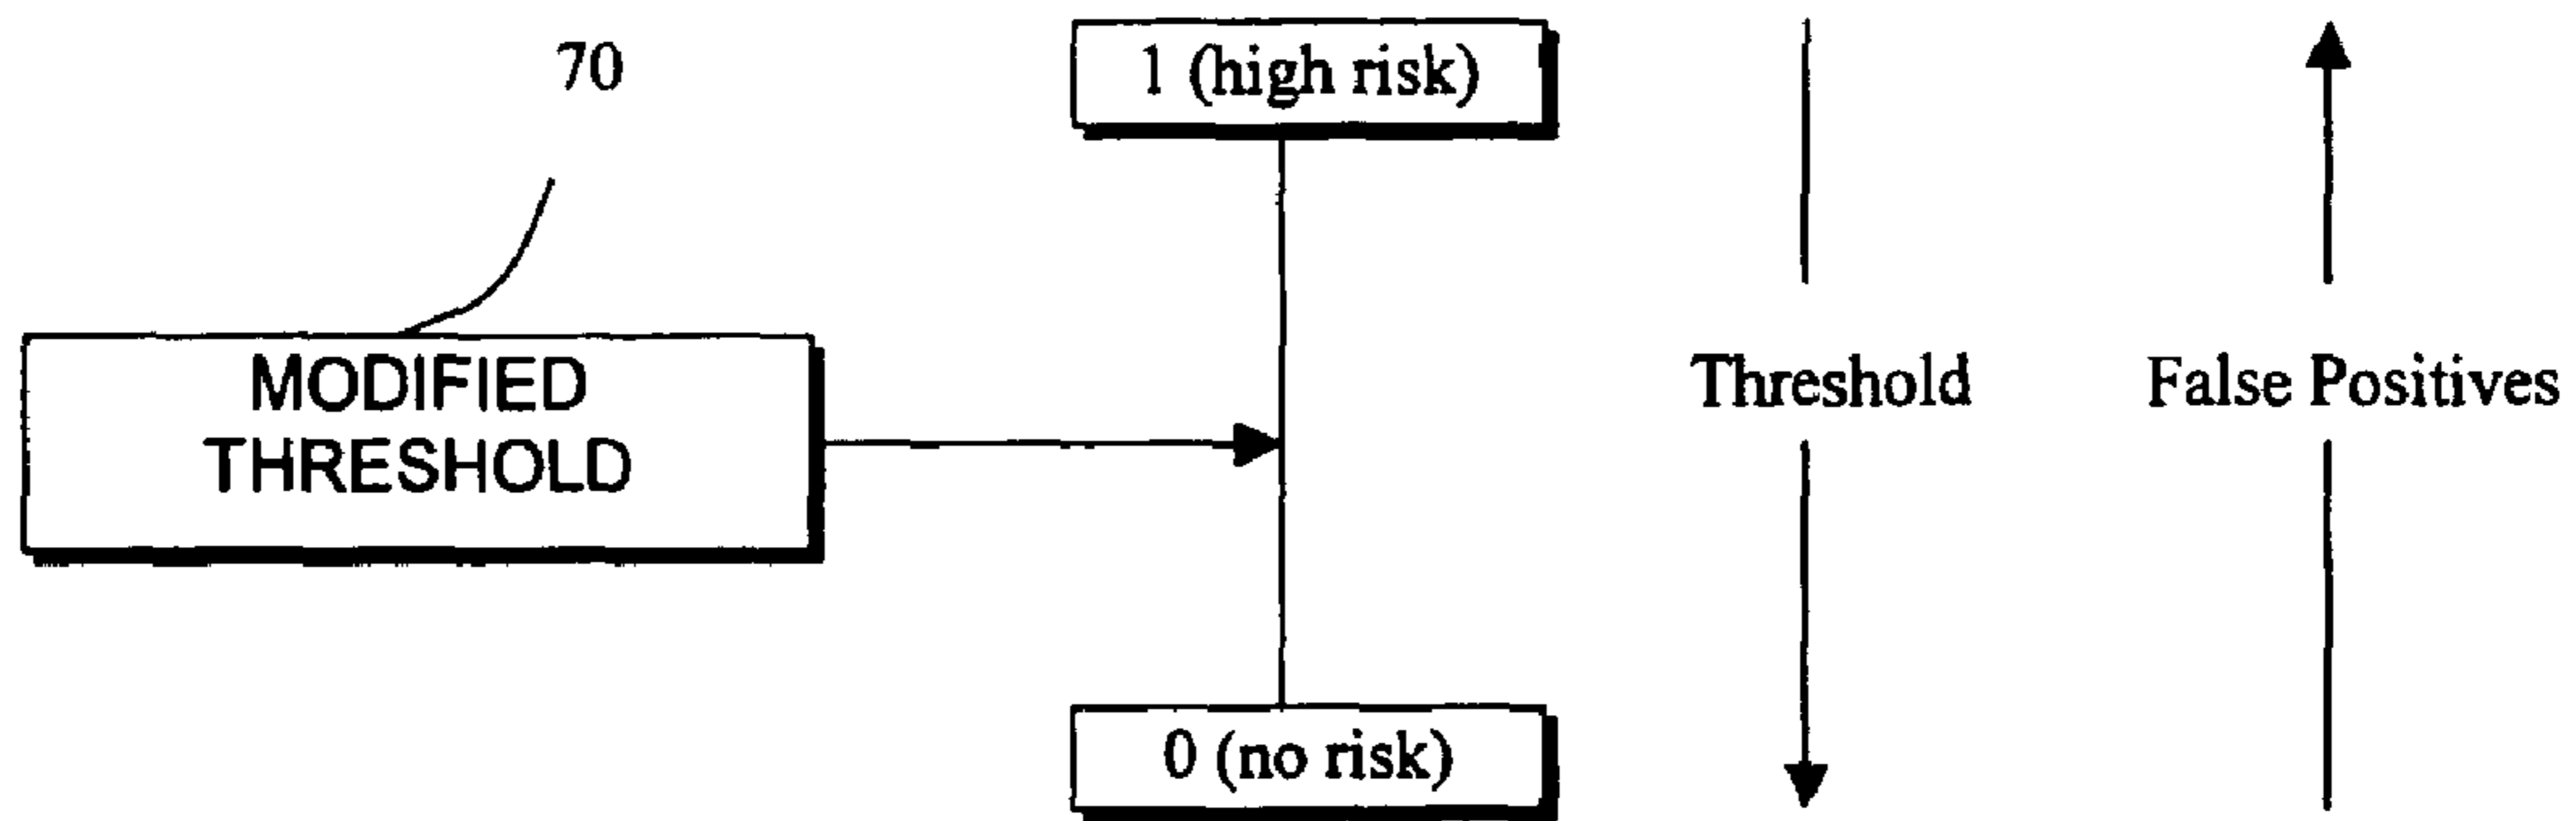 70
1 (high risk)
MODIFIED
THRESHOLD
Threshold
False Positives
0 (no risk)